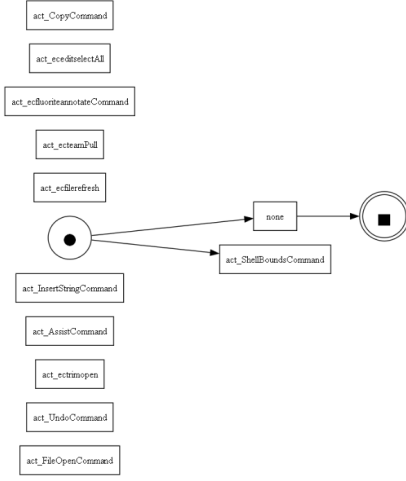 act_CopyCommand
act_eceditselectAll
act_ecfluoriteannotateCommand
act_ecteamPull
act_ecfilerefresh
none
act_ShellBoundsCommand
act_InsertStringCommand
act_AssistCommand
act_ectrimopen
act_UndoCommand
act_FileOpenCommand